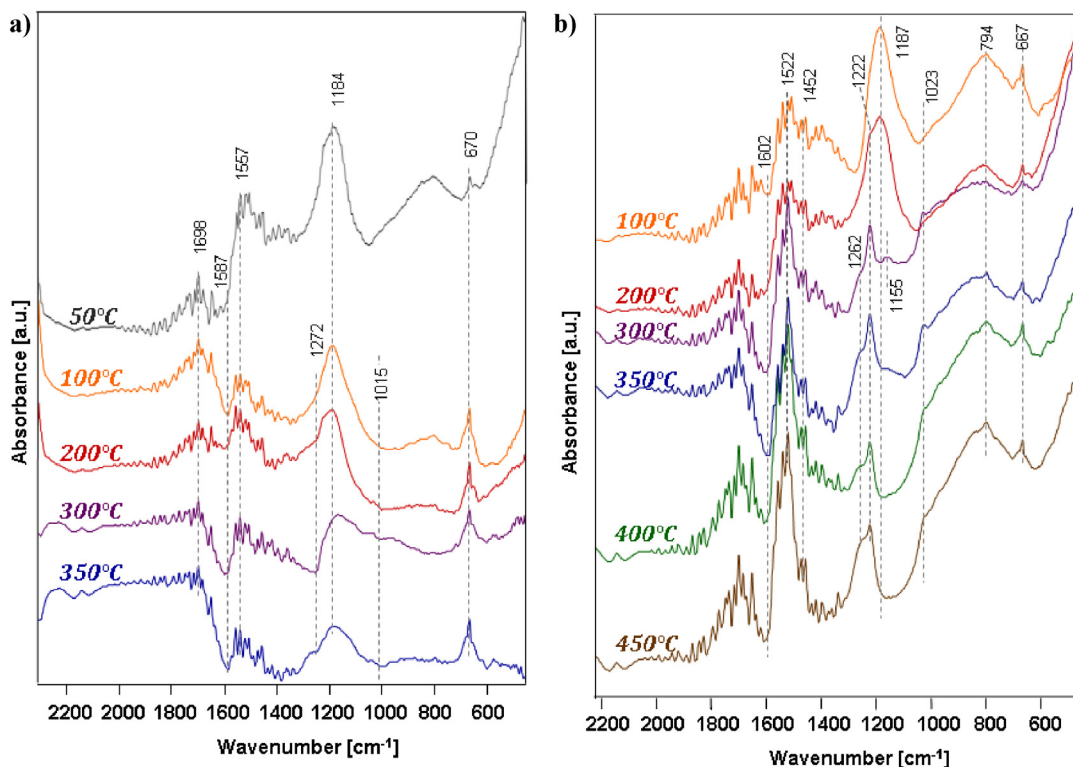 a)
1184
1557
670
1698
1587
50°C
1272
1015
100°C
200°C
300°C
350°C
Absorbance [a.u.]
2200 2000 1800 1600 1400 1200 1000 800 600
Wavenumber [cm-1]
b)
1522
1452
1222
1187
1023
794
667
1602
100°C
1262
1155
200°C
300°C
350°C
400°C
450°C
Absorbance [a.u.]
2200 2000 1800 1600 1400 1200 1000 800 600
Wavenumber [cm-1]